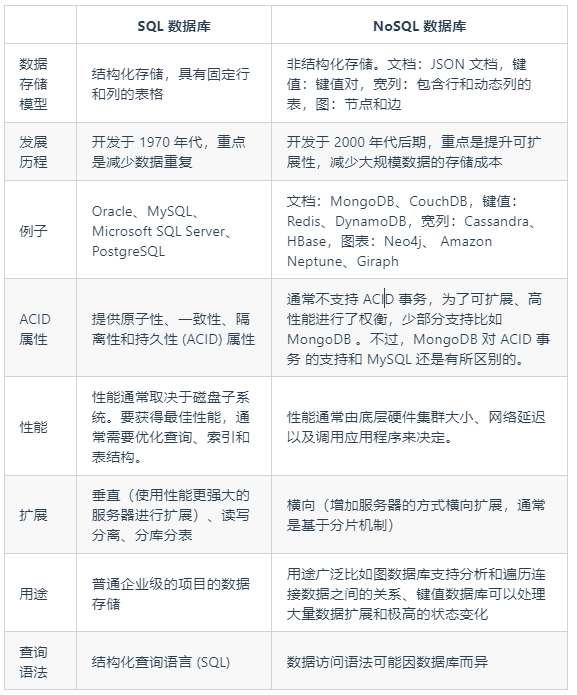 SQL 数据库
NoSQL 数据库
数据
存储
模型
结构化存储，具有固定行
和列的表格
非结构化存储。文档：JSON 文档，键
值：键值对，宽列：包含行和动态列的
表，图：节点和边
发展
历程
开发于 1970 年代，重点
是减少数据重复
开发于 2000 年代后期，重点是提升可扩
展性，减少大规模数据的存储成本
例子
Oracle、MySQL、
Microsoft SQL Server、
PostgreSQL
文档：MongoDB、CouchDB，键值：
Redis、DynamoDB，宽列：Cassandra、
HBase，图表：Neo4j、 Amazon
Neptune、Giraph
ACID
属性
提供原子性、一致性、隔
离性和持久性 (ACID) 属性
通常不支持 ACID 事务，为了可扩展、高
性能进行了权衡，少部分支持比如
MongoDB 。不过，MongoDB 对 ACID 事
务 的支持和 MySQL 还是有所区别的。
性能
性能通常取决于磁盘子系
统。要获得最佳性能，通
常需要优化查询、索引和
表结构。
性能通常由底层硬件集群大小、网络延迟
以及调用应用程序来决定。
扩展
垂直（使用性能更强大的
服务器进行扩展）、读写
分离、分库分表
横向（增加服务器的方式横向扩展，通常
是基于分片机制）
用途
普通企业级的项目的数据
存储
用途广泛比如图数据库支持分析和遍历连
接数据之间的关系、键值数据库可以处理
大量数据扩展和极高的状态变化
查询
语法
结构化查询语言 (SQL)
数据访问语法可能因数据库而异